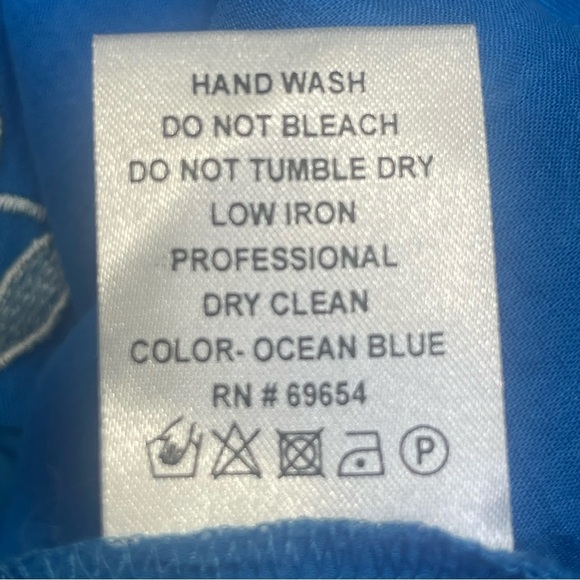 HAND WASH
DO NOT BLEACH
DO NOT TUMBLE DRY
LOW IRON
PROFESSIONAL
DRY CLEAN
COLOR- OCEAN BLUE
RN # 69654
P